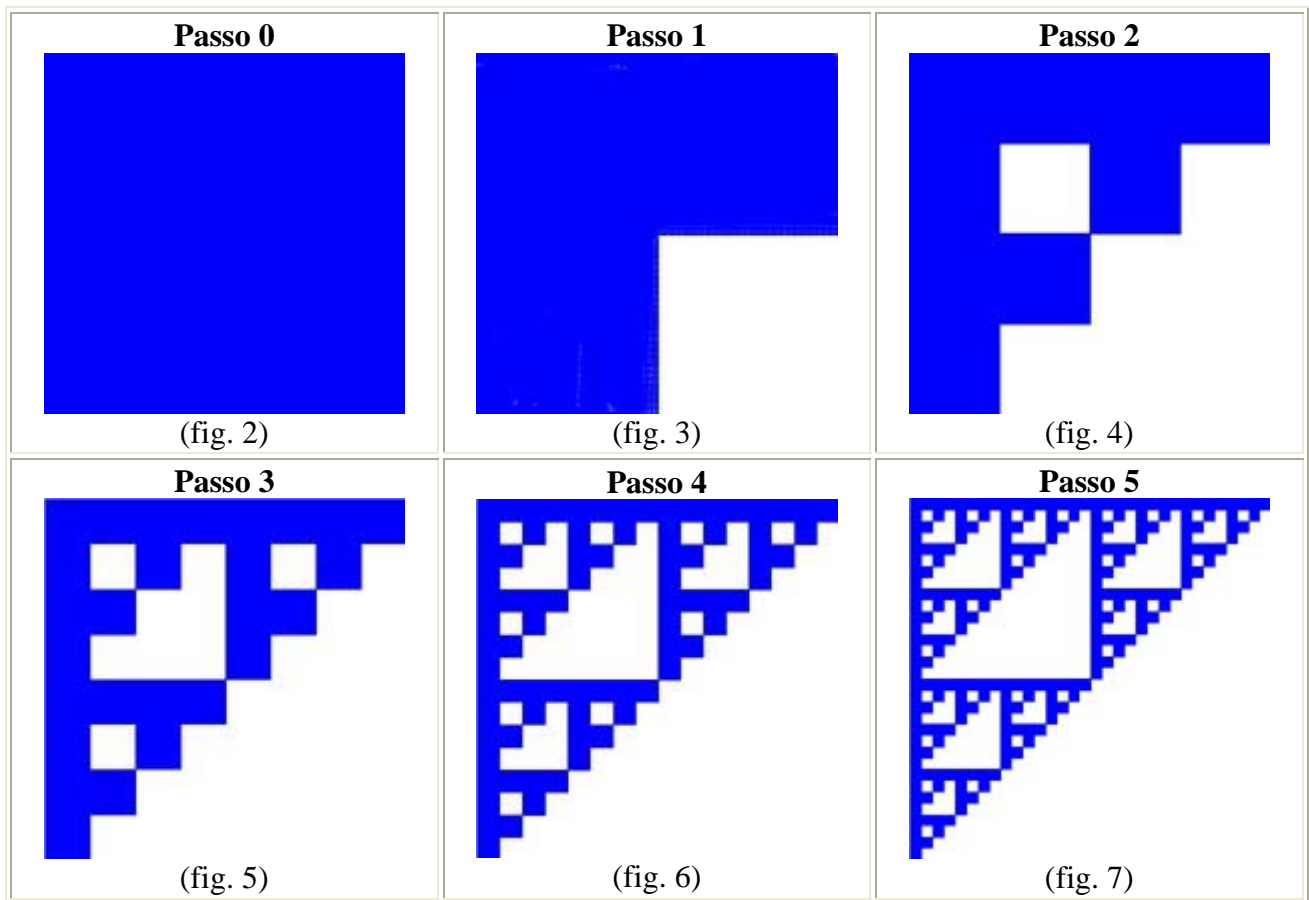 Passo 0
Passo 1
Passo 2
(fig. 2)
(fig. 3)
(fig. 4)
Passo 3
Passo 4
Passo 5
(fig. 5)
(fig. 6)
(fig. 7)